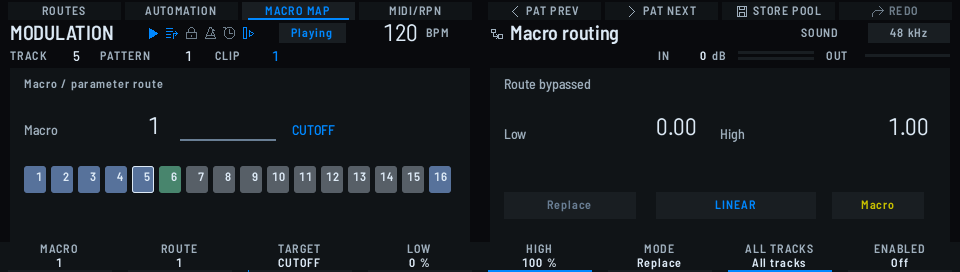 ROUTES AUTOMATION MACRO MAP MIDI/RPN PAT PREV PAT NEXT STORE POOL REDO
MODULATION Playing 120 BPM Macro routing SOUND 48 kHz
TRACK 5 PATTERN 1 CLIP 1 IN 0 dB OUT
Macro / parameter route Route bypassed
Macro 1 CUTOFF Low 0.00 High 1.00
1 2 3 4 5 6 7 8 9 10 11 12 13 14 15 16
Replace LINEAR Macro
MACRO ROUTE TARGET LOW HIGH MODE ALL TRACKS ENABLED
1 1 CUTOFF 0 % 100 % Replace All tracks Off